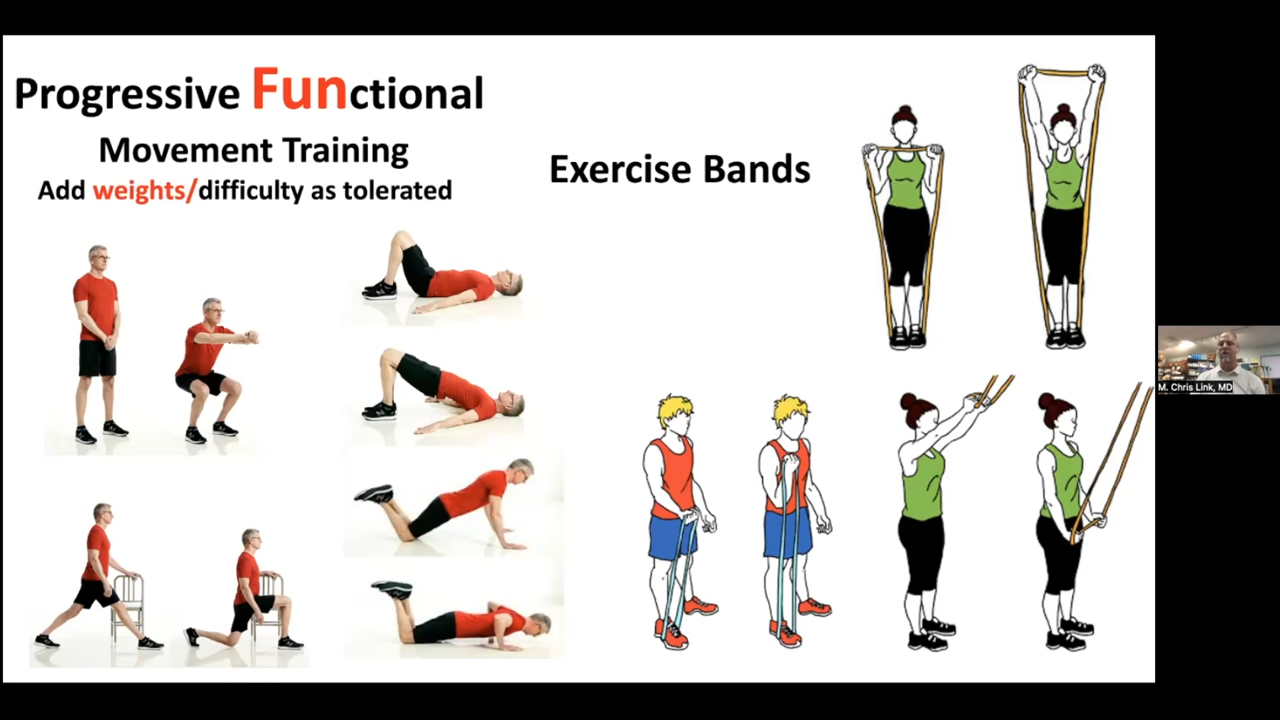 Progressive Functional
Movement Training
Add weights/difficulty as tolerated
Exercise Bands
M. Chris Link, MD